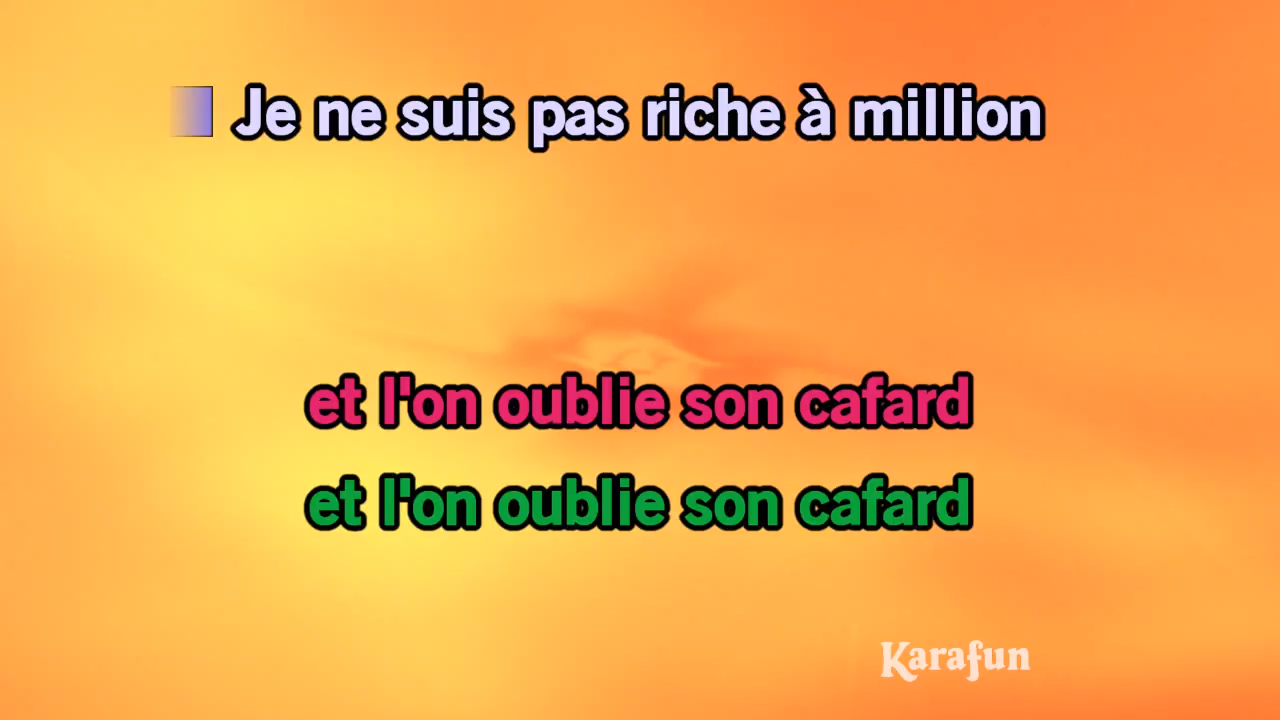 Je ne suis pas riche à million
et l'on oublie son cafard
et l'on oublie son cafard
Karafun